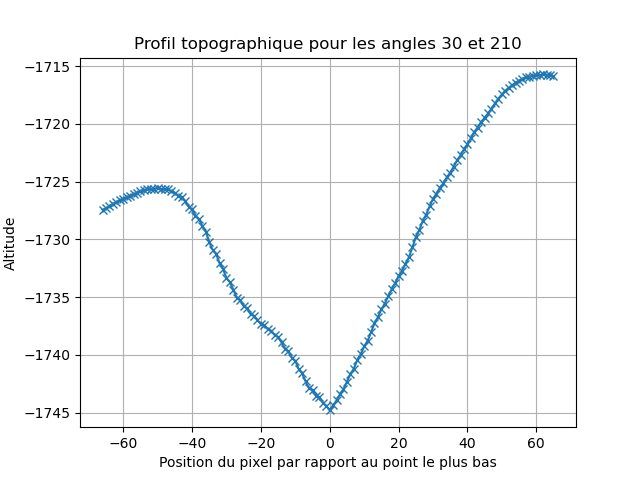 Profil topographique pour les angles 30 et 210
−1715
−1720
−1725
−1730
−1735
−1740
−1745
Altitude
−60 −40 −20 0 20 40 60
Position du pixel par rapport au point le plus bas